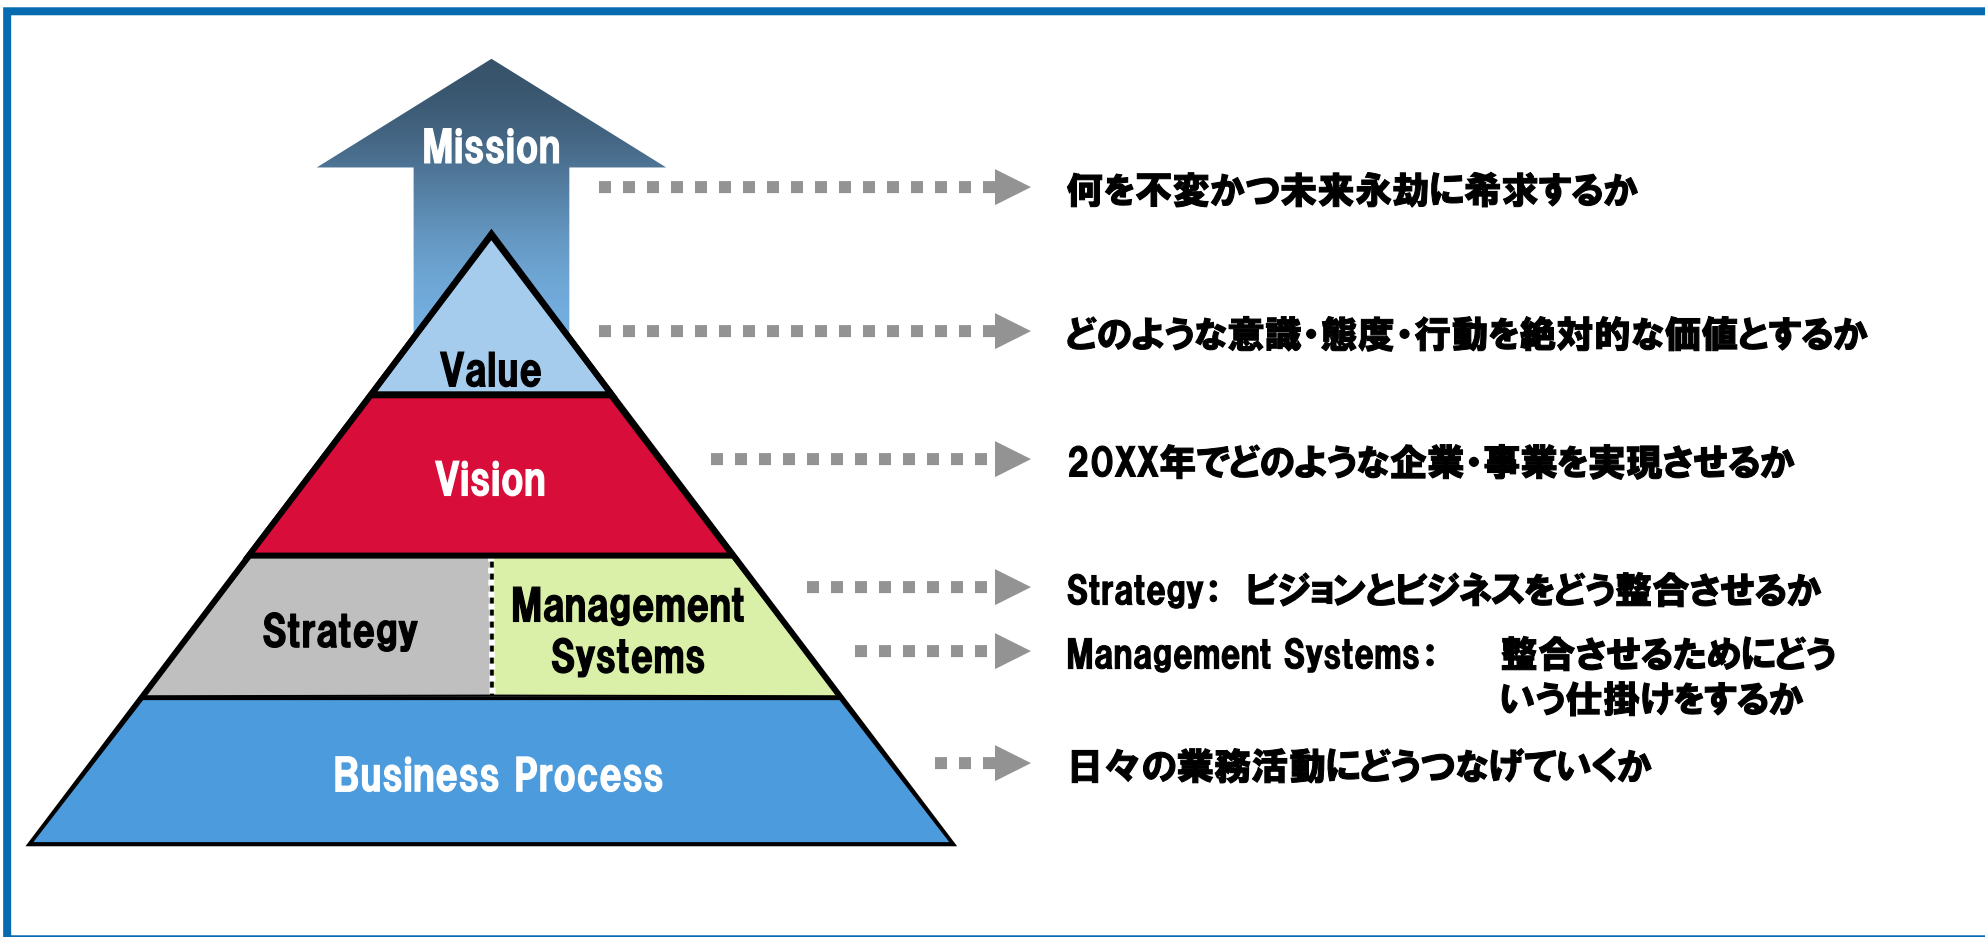 Mission
何を不変かつ未来永劫に希求するか
Value
どのような意識・態度・行動を絶対的な価値とするか
Vision
20XX年でどのような企業・事業を実現させるか
Strategy
Management
Systems
Strategy： ビジョンとビジネスをどう整合させるか
Management Systems： 整合させるためにどう
いう仕掛けをするか
Business Process
日々の業務活動にどうつなげていくか